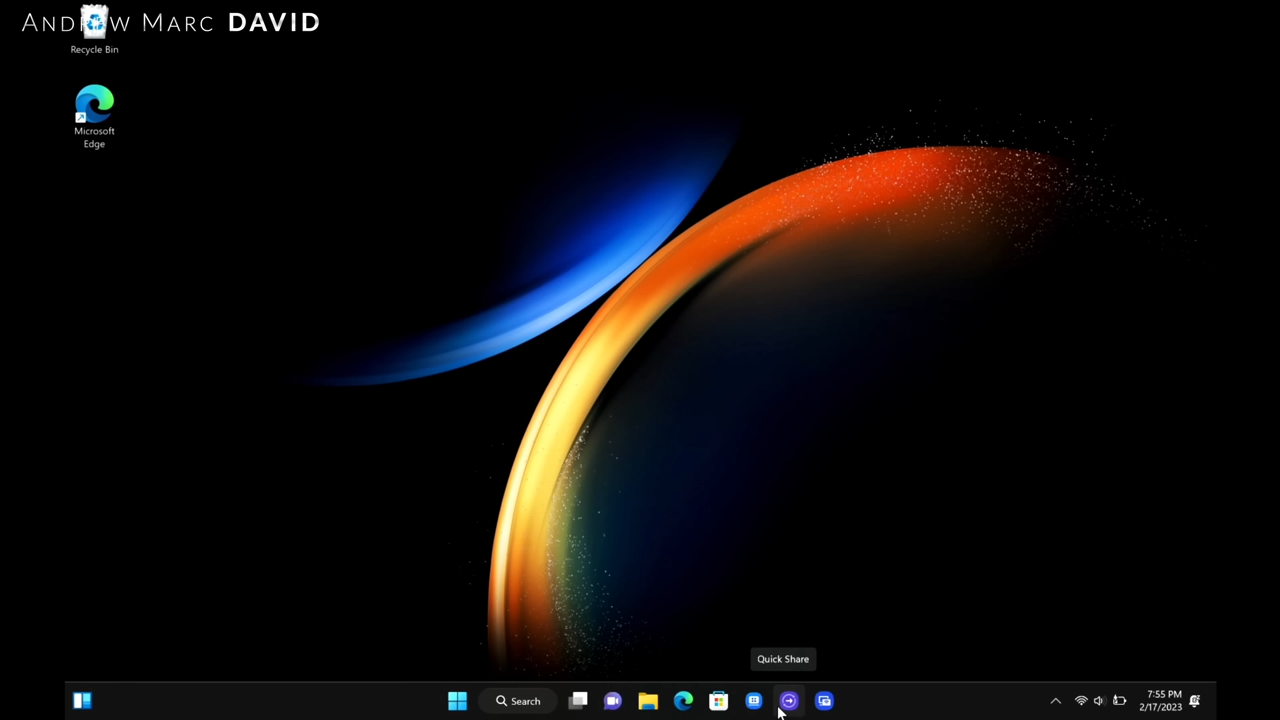 ANDREW MARC DAVID
Recycle Bin
Microsoft
Edge
Quick Share
Search
7:55 PM
2/17/2023